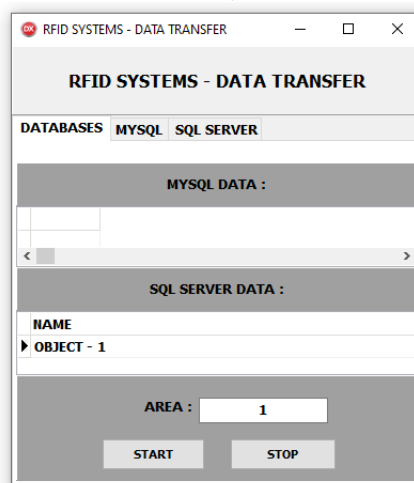 RFID SYSTEMS - DATA TRANSFER
RFID SYSTEMS - DATA TRANSFER
DATABASES MYSQL SQL SERVER
MYSQL DATA :
SQL SERVER DATA :
NAME
OBJECT - 1
AREA : 1
START STOP